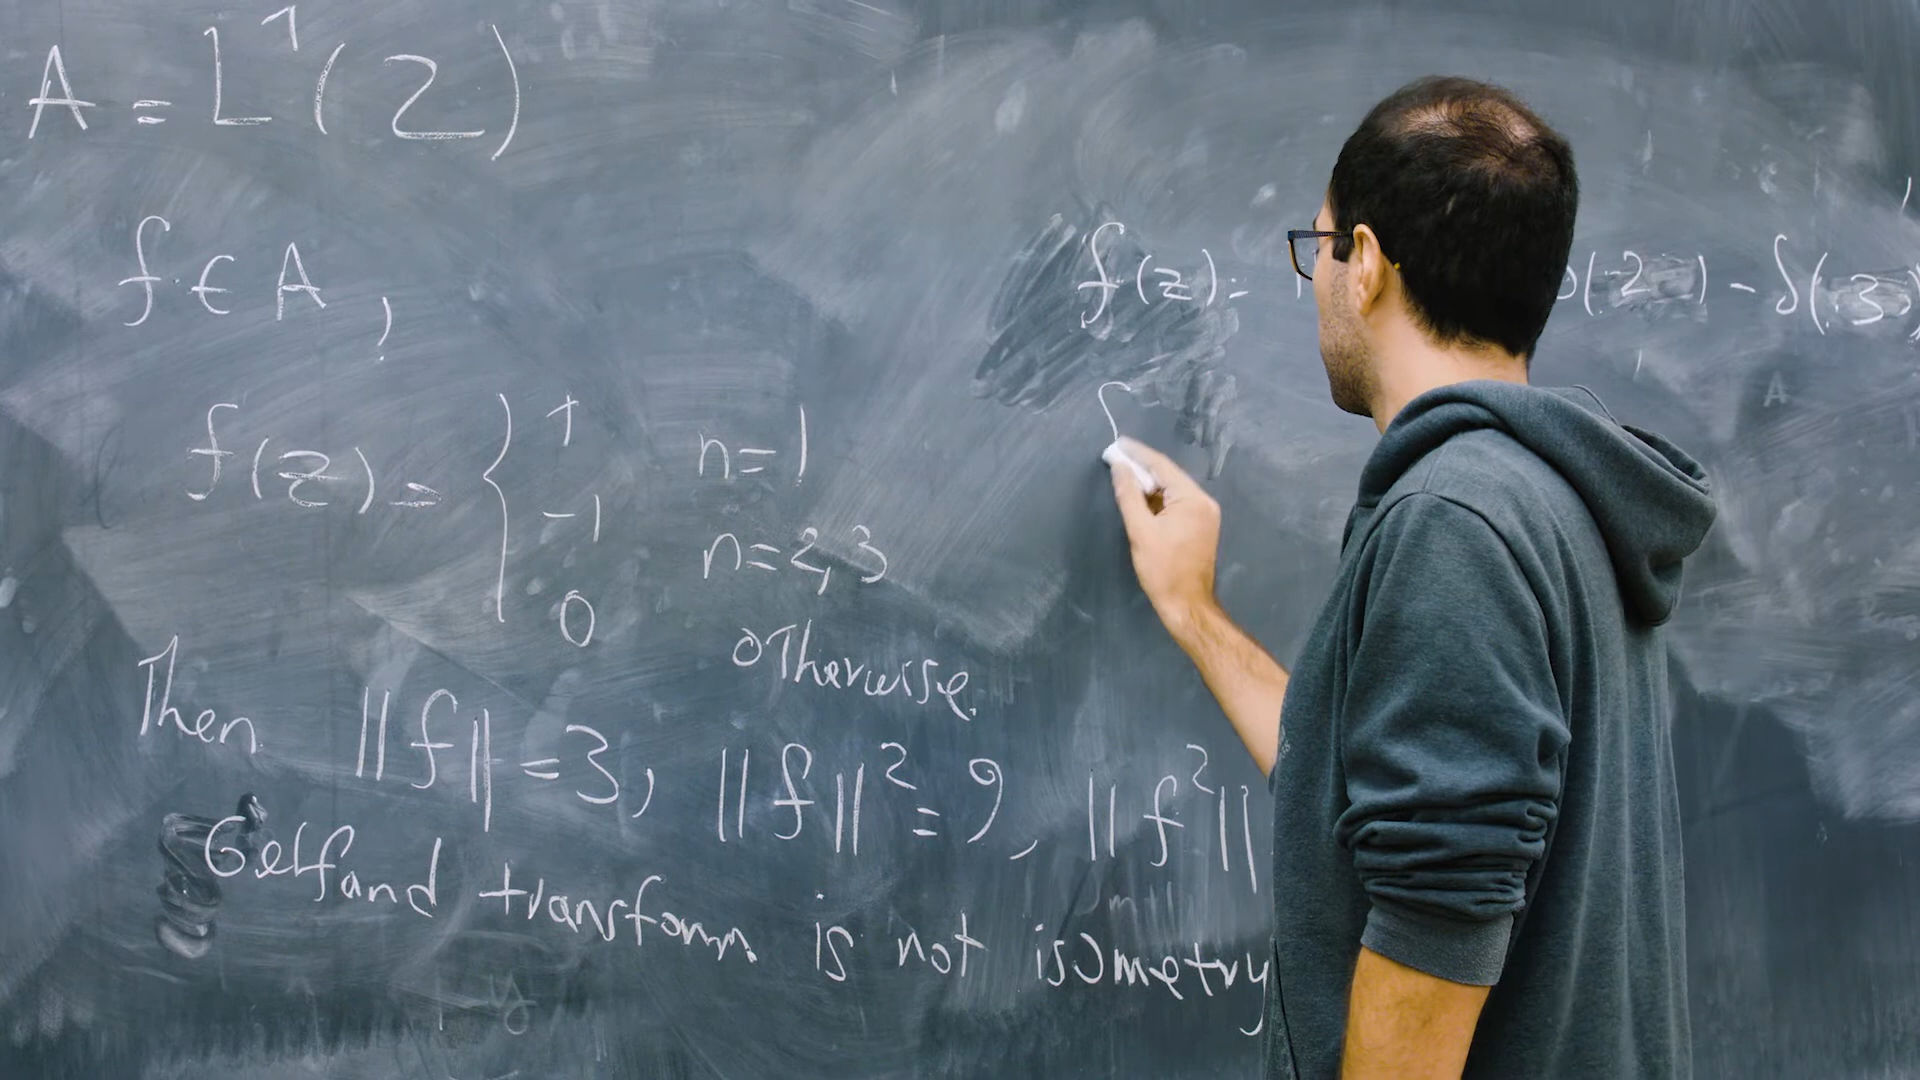 A = L¹(Z)
f ∈ A,
f(z) = { 1 n=1
-1 n=2,3
0 otherwise.
Then ||f|| = 3, ||f||² = 9, ||f²||
Gelfand transform is not isometry
f(z) = (2) - δ(3)